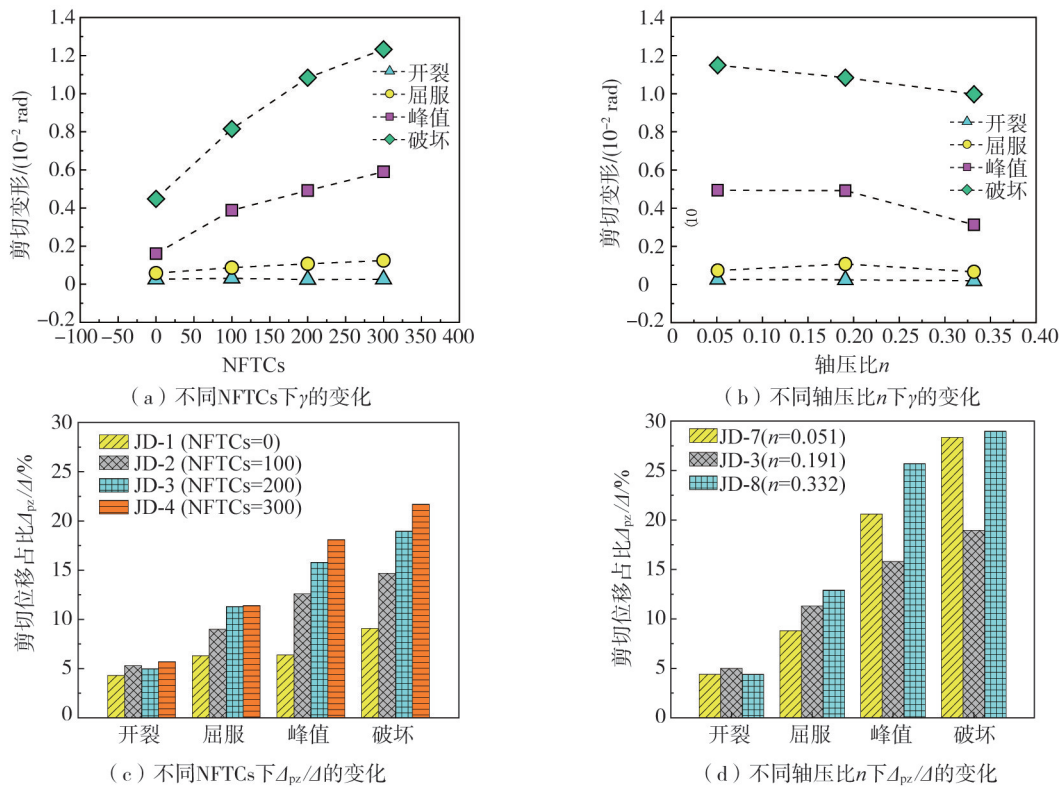 1.4
1.2
1.0
0.8
0.6
0.4
0.2
0
−0.2
剪切变形/(10⁻² rad)
开裂
屈服
峰值
破坏
−100 −50 0 50 100 150 200 250 300 350 400
NFTCs
(a) 不同NFTCs下γ的变化
1.4
1.2
1.0
0.8
0.6
0.4
0.2
0
−0.2
剪切变形/(10⁻² rad)
(10
开裂
屈服
峰值
破坏
0 0.05 0.10 0.15 0.20 0.25 0.30 0.35 0.40
轴压比n
(b) 不同轴压比n下γ的变化
30
25
20
15
10
5
0
剪切位移占比Δpz/Δ/%
JD-1 (NFTCs=0)
JD-2 (NFTCs=100)
JD-3 (NFTCs=200)
JD-4 (NFTCs=300)
开裂 屈服 峰值 破坏
(c) 不同NFTCs下Δpz/Δ的变化
30
25
20
15
10
5
0
剪切位移占比Δpz/Δ/%
JD-7(n=0.051)
JD-3(n=0.191)
JD-8(n=0.332)
开裂 屈服 峰值 破坏
(d) 不同轴压比n下Δpz/Δ的变化